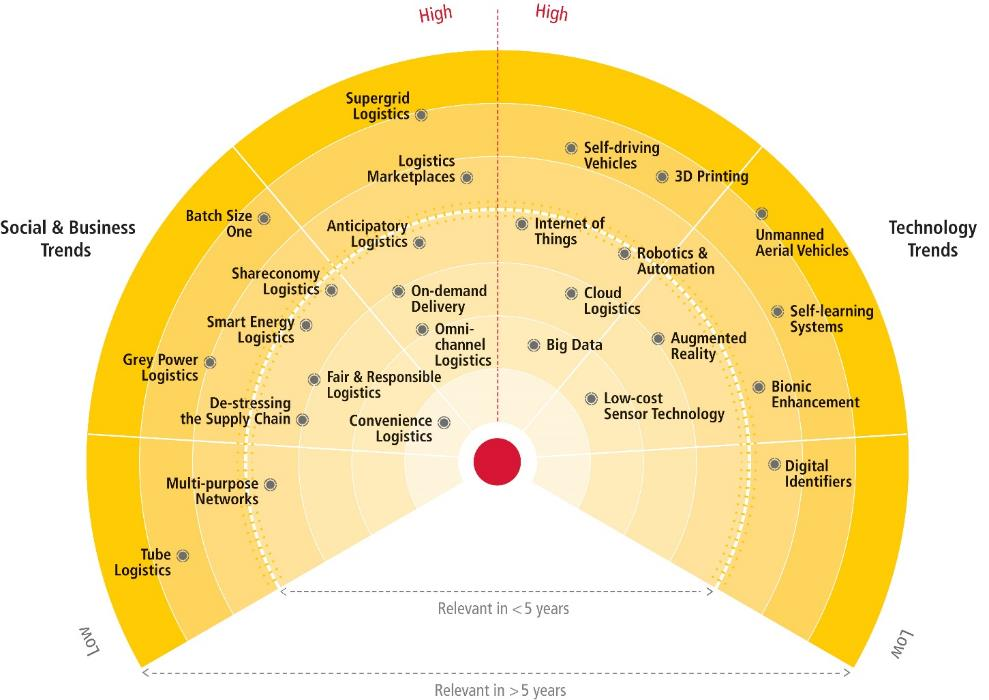 High
High
Supergrid
Logistics
Logistics
Marketplaces
Self-driving
Vehicles
3D Printing
Batch Size
One
Social & Business
Trends
Anticipatory
Logistics
Internet of
Things
Unmanned
Aerial Vehicles
Technology
Trends
Shareconomy
Logistics
Robotics &
Automation
On-demand
Delivery
Cloud
Logistics
Smart Energy
Logistics
Omni-
channel
Logistics
Big Data
Augmented
Reality
Self-learning
Systems
Grey Power
Logistics
Fair & Responsible
Logistics
Bionic
Enhancement
De-stressing
the Supply Chain
Convenience
Logistics
Low-cost
Sensor Technology
Multi-purpose
Networks
Digital
Identifiers
Tube
Logistics
Relevant in <5 years
Low
Low
Relevant in >5 years